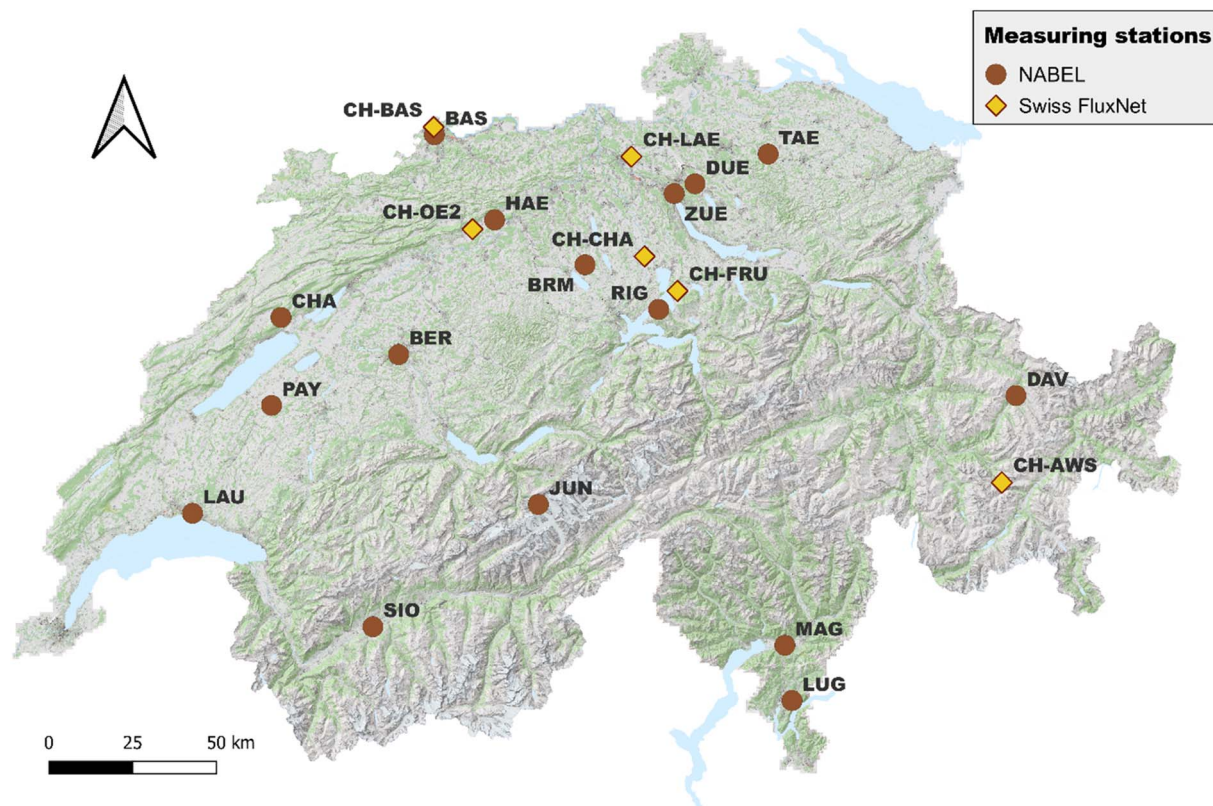 Measuring stations
NABEL
Swiss FluxNet
CH-BAS
BAS
CH-LAE
TAE
DUE
ZUE
CH-OE2
HAE
CH-CHA
BRM
CH-FRU
RIG
CHA
BER
PAY
DAV
CH-AWS
LAU
JUN
SIO
MAG
LUG
0 25 50 km